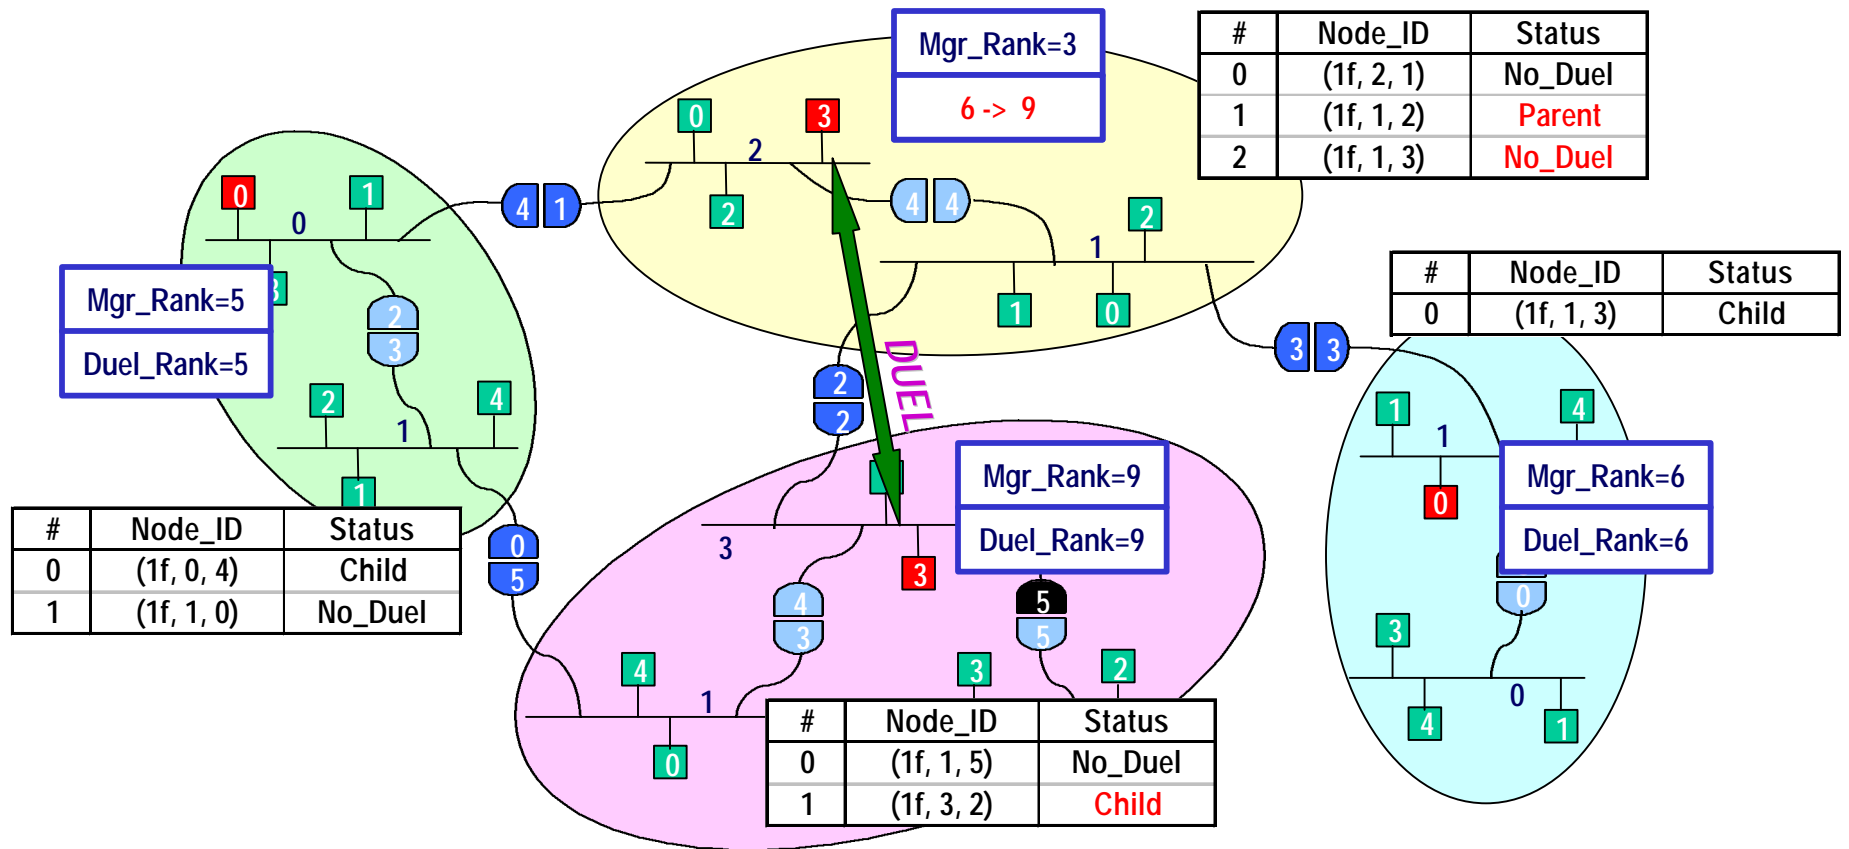 Mgr_Rank=3
6 -> 9
# Node_ID Status
0 (1f, 2, 1) No_Duel
1 (1f, 1, 2) Parent
2 (1f, 1, 3) No_Duel
0
3
2
2
4 1
4 4
2
1
1
0
0
1
0
3
Mgr_Rank=5
Duel_Rank=5
2
3
2
4
1
1
# Node_ID Status
0 (1f, 0, 4) Child
1 (1f, 1, 0) No_Duel
0
5
2
2
DUEL
3 3
# Node_ID Status
0 (1f, 1, 3) Child
1
4
1
0
Mgr_Rank=6
Duel_Rank=6
0
3
0
4
1
Mgr_Rank=9
Duel_Rank=9
3
3
4
3
5
5
4
3
2
1
0
# Node_ID Status
0 (1f, 1, 5) No_Duel
1 (1f, 3, 2) Child